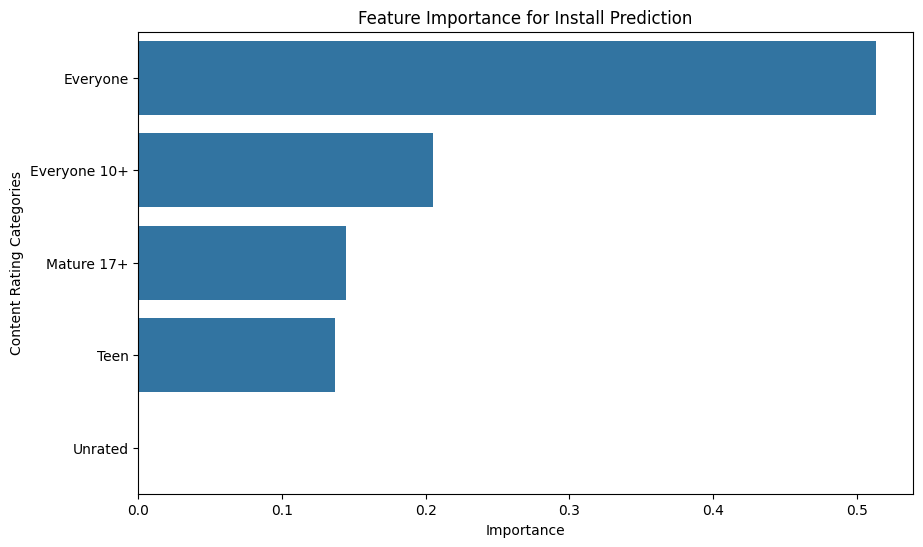 Feature Importance for Install Prediction
Content Rating Categories
Everyone
Everyone 10+
Mature 17+
Teen
Unrated
0.0 0.1 0.2 0.3 0.4 0.5
Importance